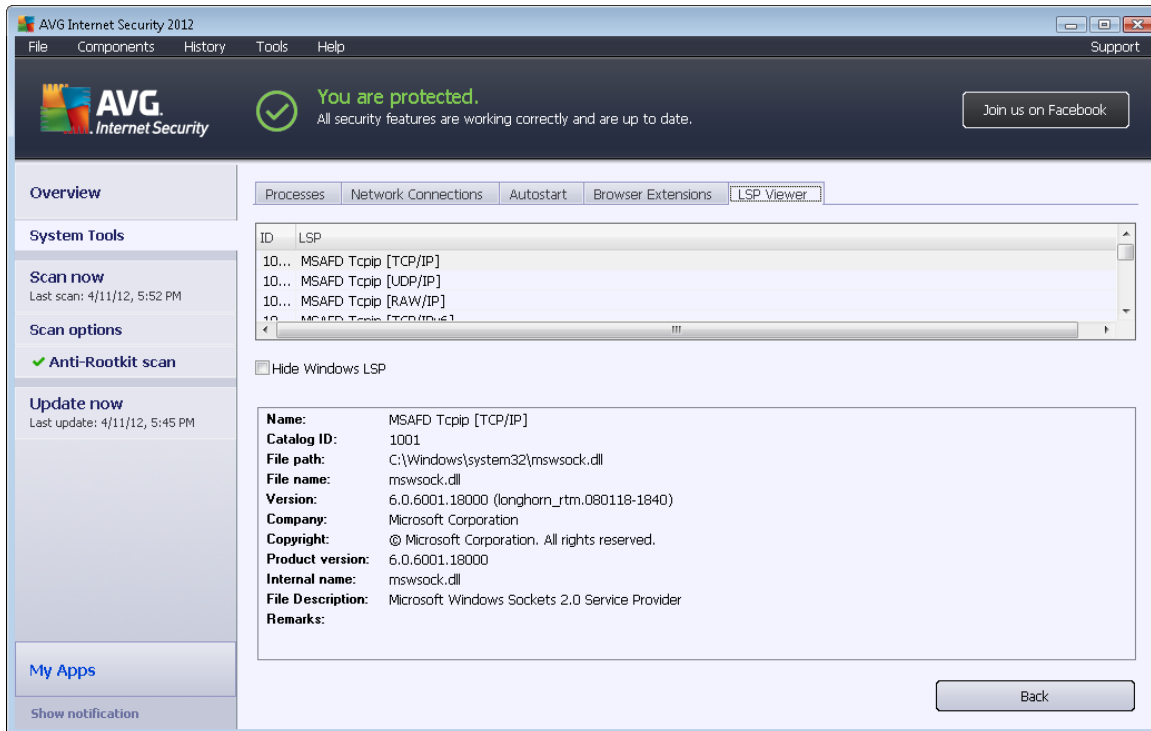 AVG Internet Security 2012
File Components History Tools Help Support
AVG.
Internet Security
You are protected.
All security features are working correctly and are up to date.
Join us on Facebook
Overview
System Tools
Scan now
Last scan: 4/11/12, 5:52 PM
Scan options
Anti-Rootkit scan
Update now
Last update: 4/11/12, 5:45 PM
My Apps
Show notification
Processes Network Connections Autostart Browser Extensions LSP Viewer
ID LSP
10... MSAFD Tcpip [TCP/IP]
10... MSAFD Tcpip [UDP/IP]
10... MSAFD Tcpip [RAW/IP]
10... MSAFD Tcpip [TCP/IPv6]
Hide Windows LSP
Name: MSAFD Tcpip [TCP/IP]
Catalog ID: 1001
File path: C:\Windows\system32\mswsock.dll
File name: mswsock.dll
Version: 6.0.6001.18000 (longhorn_rtm.080118-1840)
Company: Microsoft Corporation
Copyright: © Microsoft Corporation. All rights reserved.
Product version: 6.0.6001.18000
Internal name: mswsock.dll
File Description: Microsoft Windows Sockets 2.0 Service Provider
Remarks:
Back